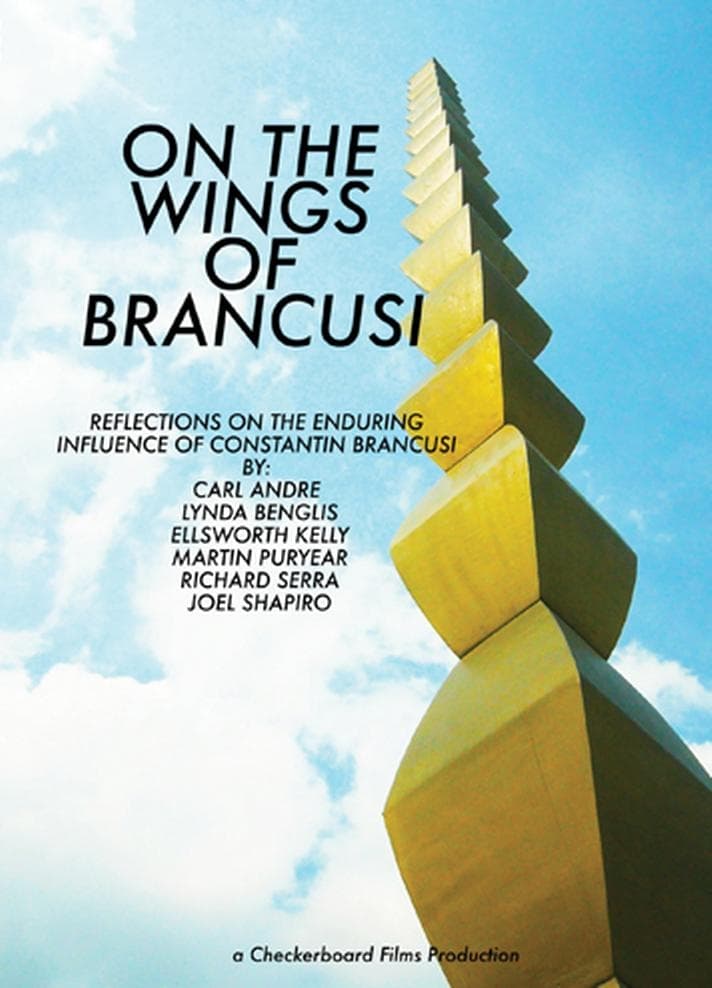 ON THE
WINGS
OF
BRANCUSI
REFLECTIONS ON THE ENDURING
INFLUENCE OF CONSTANTIN BRANCUSI
BY:
CARL ANDRE
LYNDA BENGLIS
ELLSWORTH KELLY
MARTIN PURYEAR
RICHARD SERRA
JOEL SHAPIRO
a Checkerboard Films Production